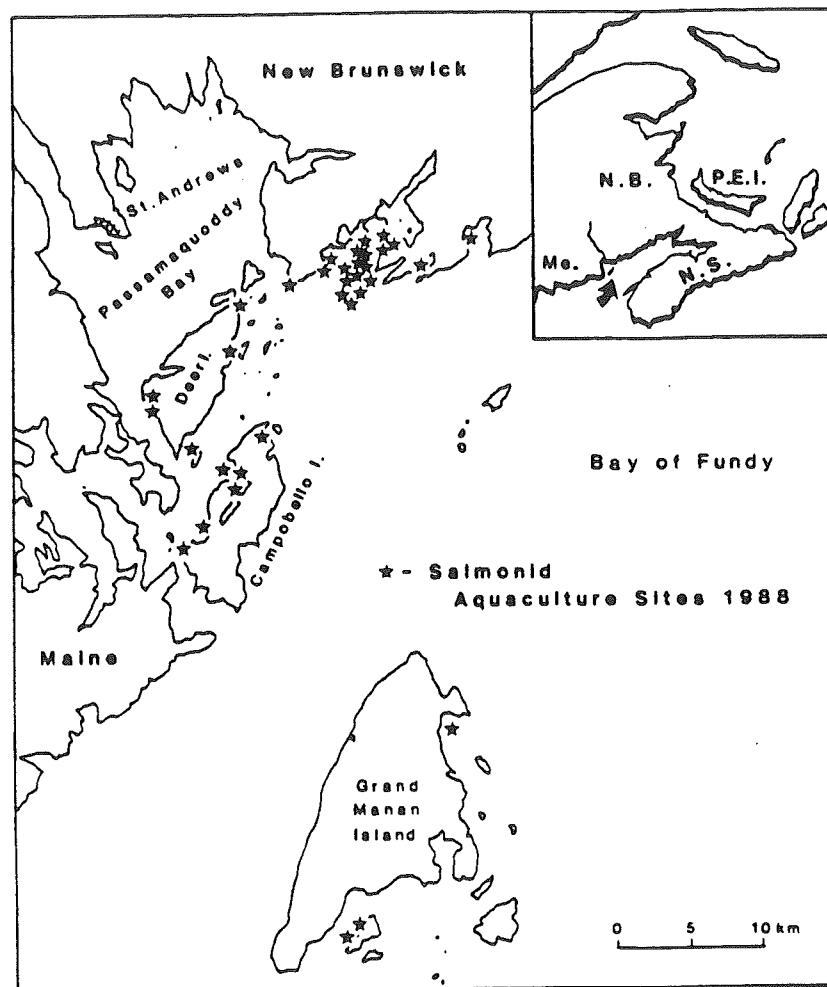 New Brunswick
N.B.
P.E.I.
Me.
N.S.
St. Andrews
Passamaquoddy
Bay
Deer I.
Campobello I.
Bay of Fundy
★ - Salmonid
Aquaculture Sites 1988
Maine
Grand
Manan
Island
0 5 10 km